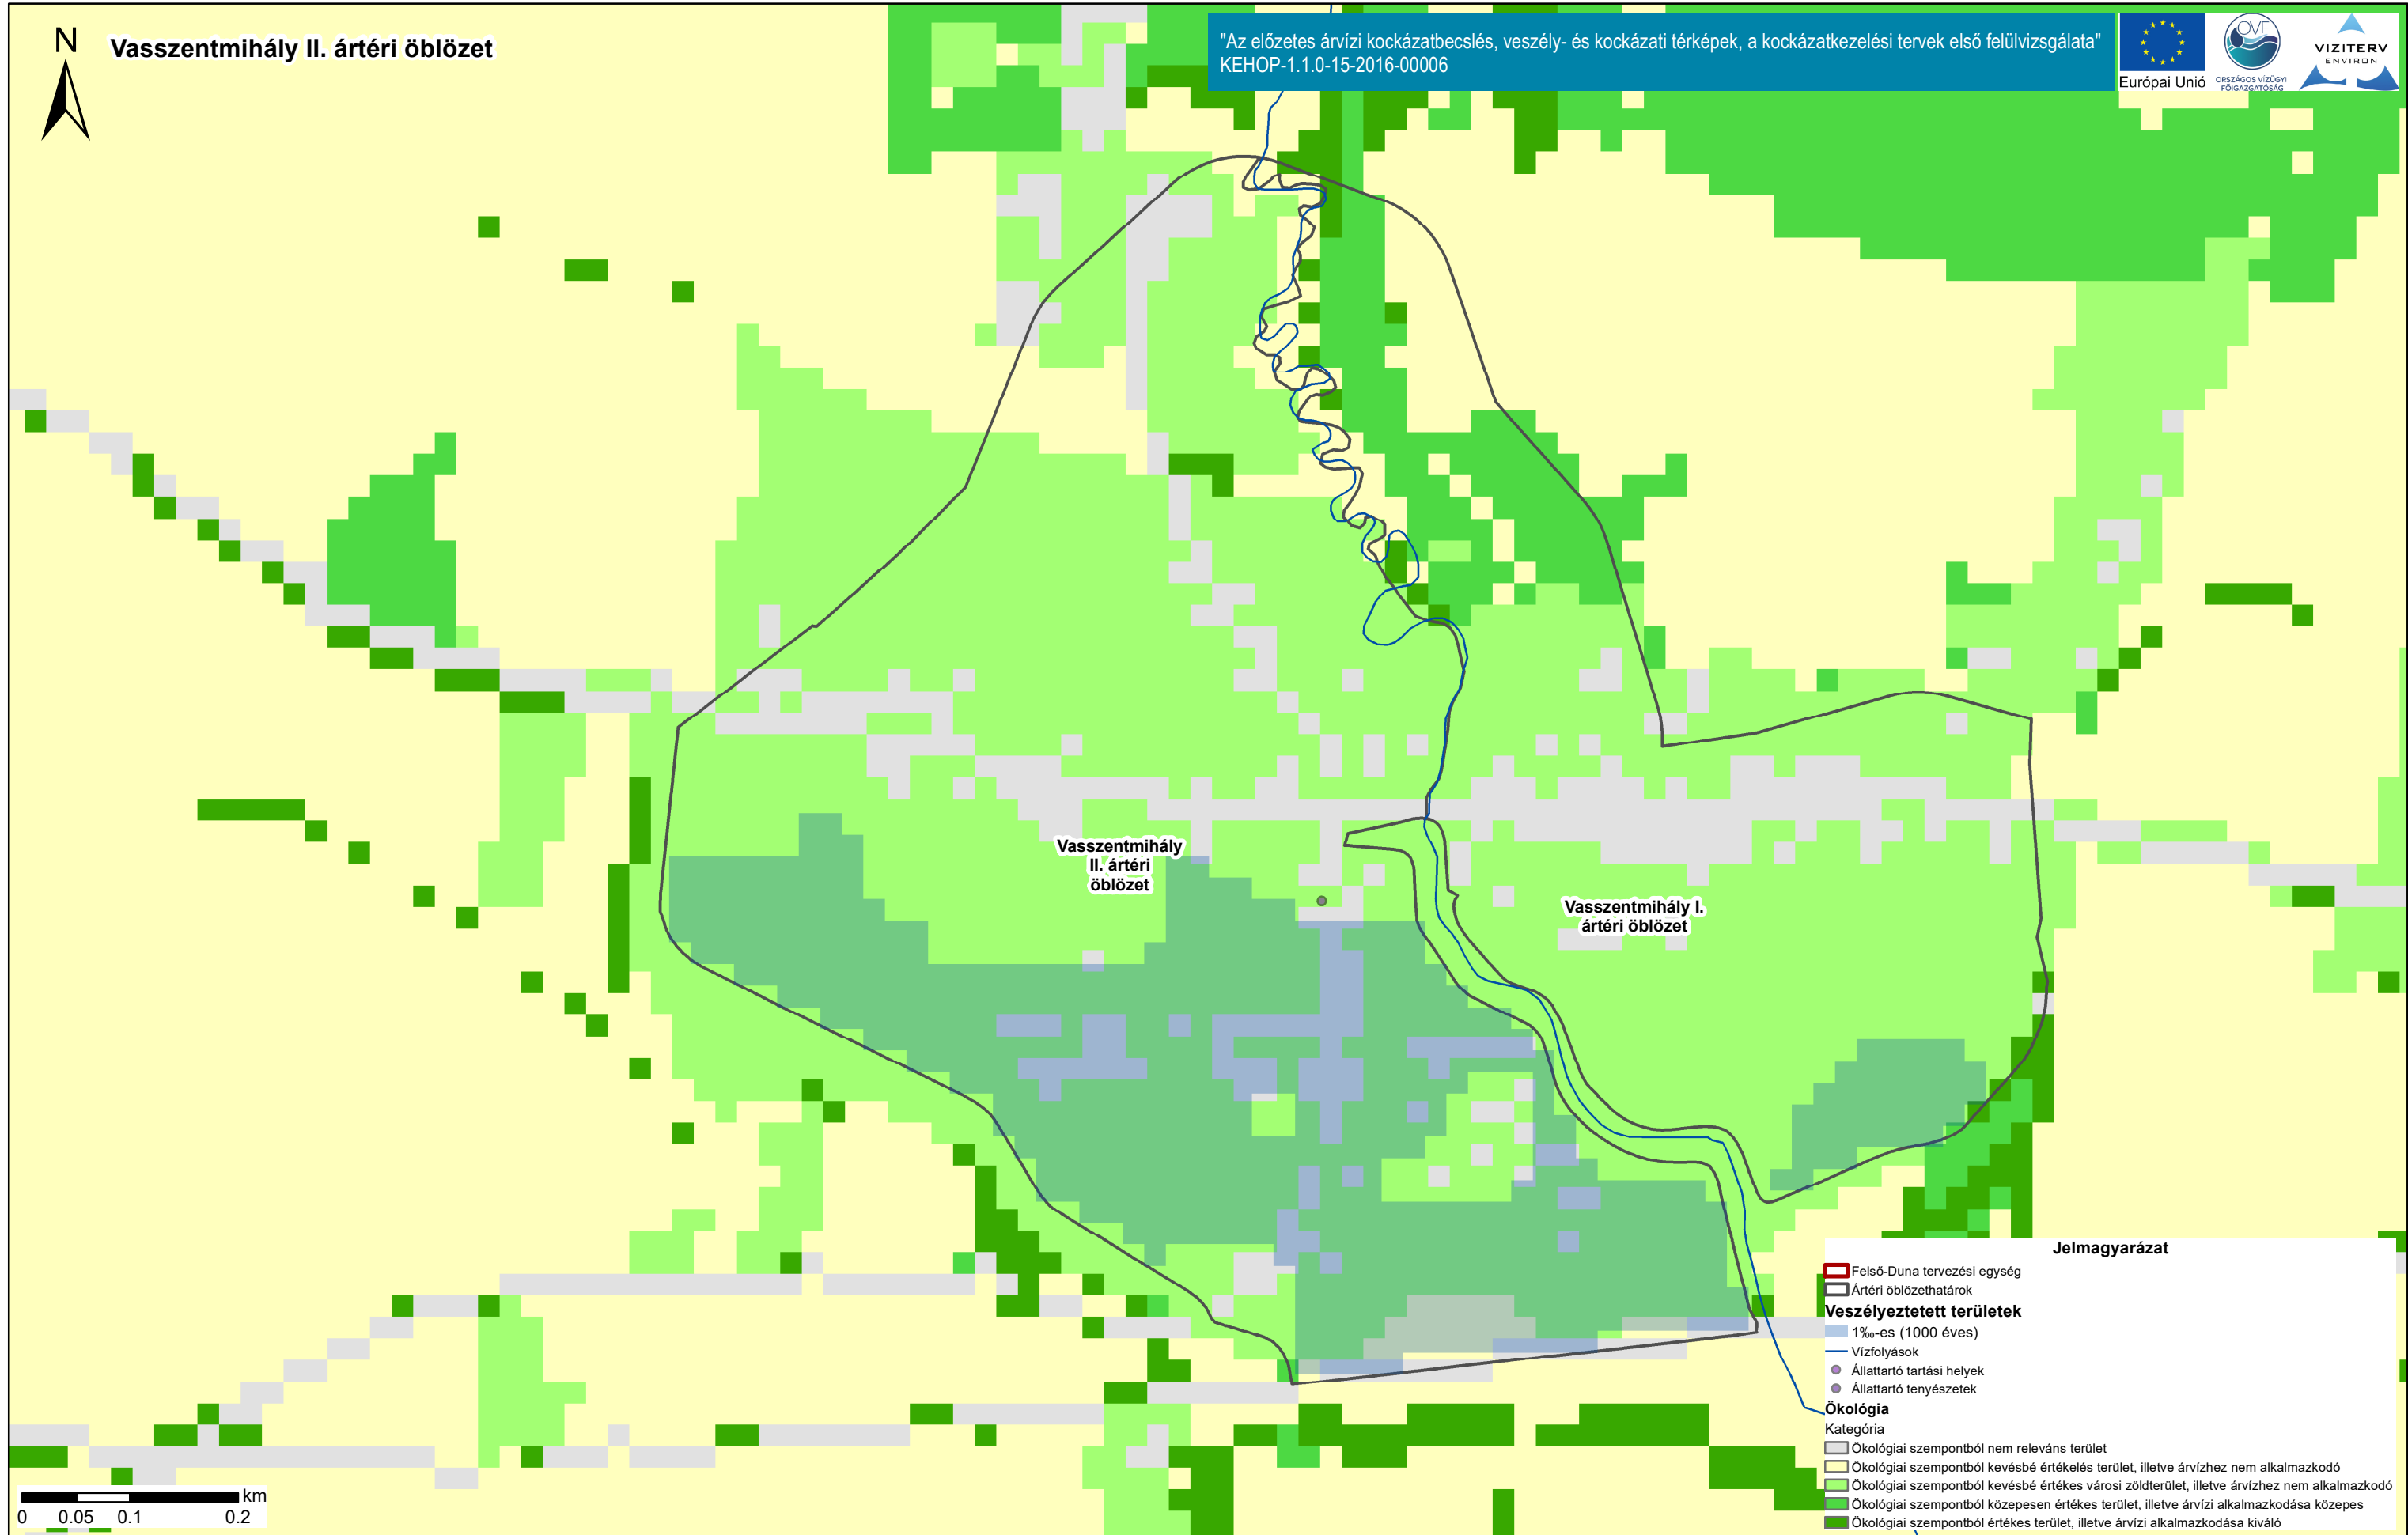 N
Vasszentmihály II. ártéri öblözet
"Az előzetes árvízi kockázatbecslés, veszély- és kockázati térképek, a kockázatkezelési tervek első felülvizsgálata"
KEHOP-1.1.0-15-2016-00006
Európai Unió
OVF
ORSZÁGOS VÍZÜGYI
FŐIGAZGATÓSÁG
VIZITERV
ENVIRON
Vasszentmihály
II. ártéri
öblözet
Vasszentmihály I.
ártéri öblözet
Jelmagyarázat
Felső-Duna tervezési egység
Ártéri öblözethatárok
Veszélyeztetett területek
1‰-es (1000 éves)
Vízfolyások
Állattartó tartási helyek
Állattartó tenyészetek
Ökológia
Kategória
Ökológiai szempontból nem releváns terület
Ökológiai szempontból kevésbé értékelés terület, illetve árvízhez nem alkalmazkodó
Ökológiai szempontból kevésbé értékes városi zöldterület, illetve árvízhez nem alkalmazkodó
Ökológiai szempontból közepesen értékes terület, illetve árvízi alkalmazkodása közepes
Ökológiai szempontból értékes terület, illetve árvízi alkalmazkodása kiváló
km
0 0.05 0.1 0.2